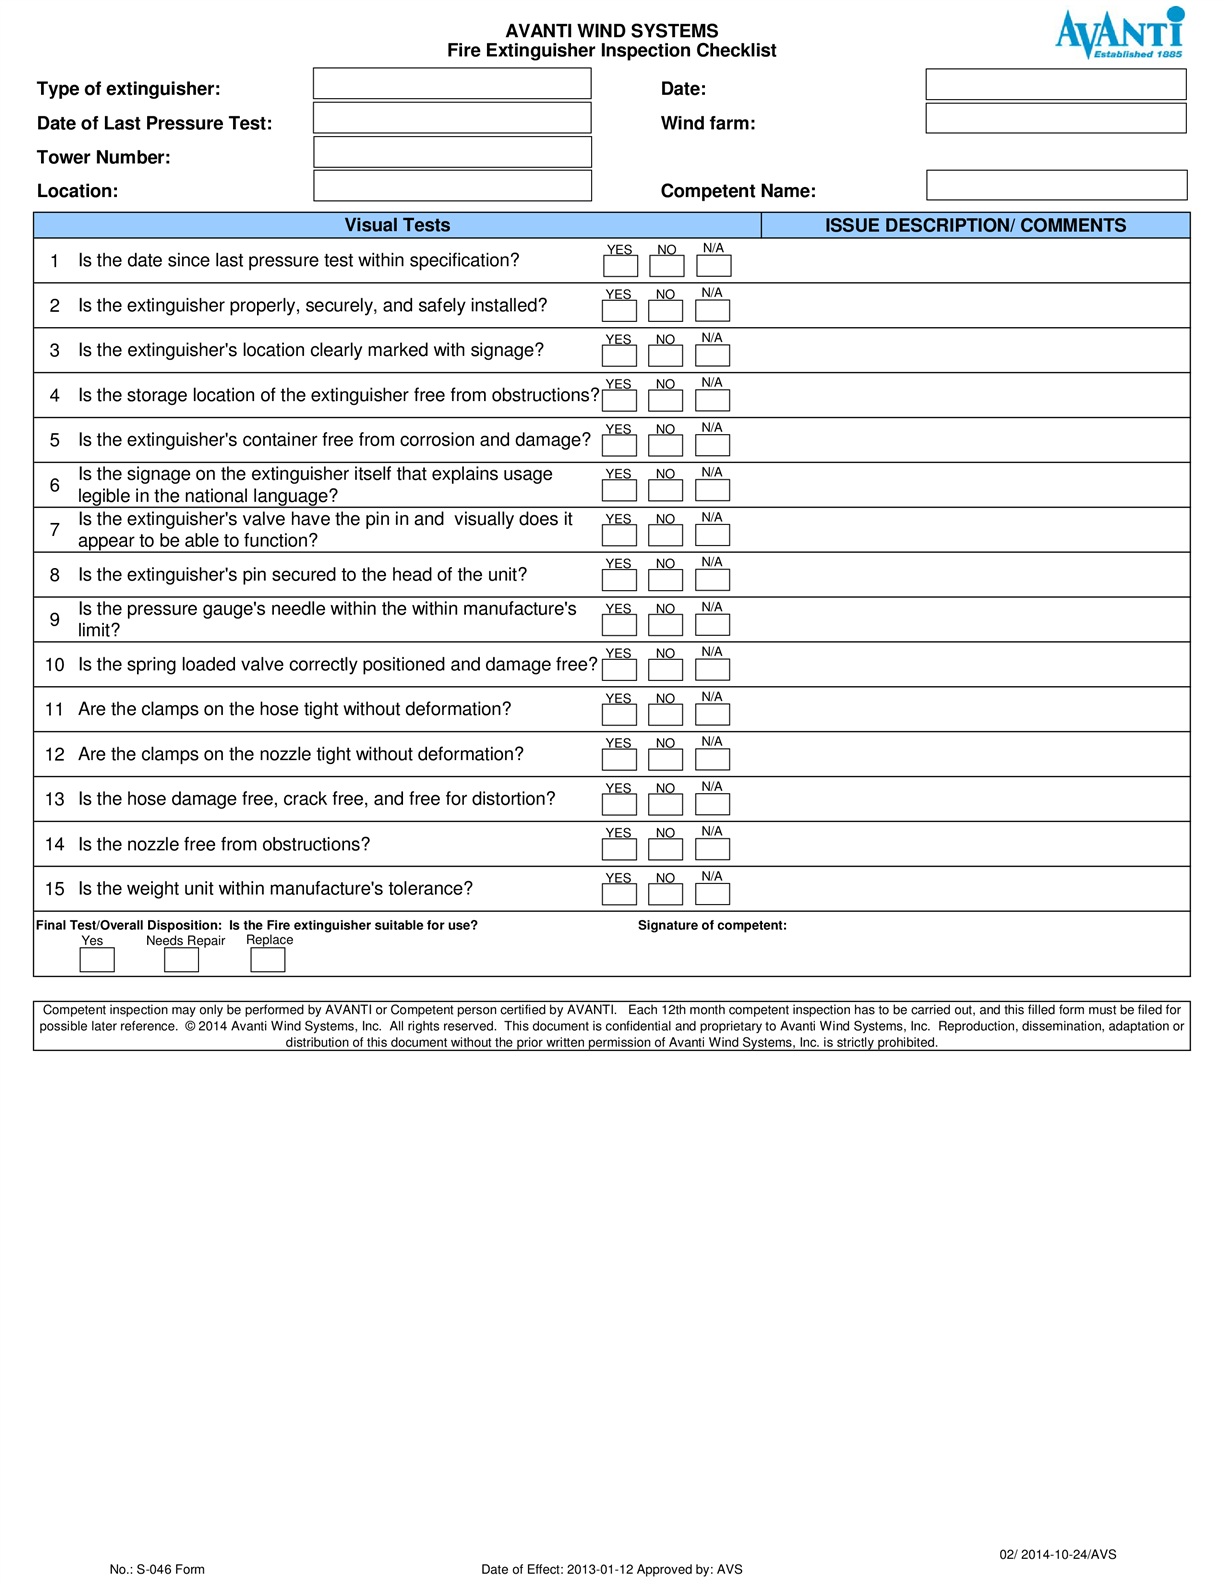 AVANTI WIND SYSTEMS
Fire Extinguisher Inspection Checklist
AVANTI
Established 1885
Type of extinguisher:
Date:
Date of Last Pressure Test:
Wind farm:
Tower Number:
Location:
Competent Name:
Visual Tests
ISSUE DESCRIPTION/ COMMENTS
1 Is the date since last pressure test within specification? YES NO N/A
2 Is the extinguisher properly, securely, and safely installed? YES NO N/A
3 Is the extinguisher's location clearly marked with signage? YES NO N/A
4 Is the storage location of the extinguisher free from obstructions? YES NO N/A
5 Is the extinguisher's container free from corrosion and damage? YES NO N/A
6 Is the signage on the extinguisher itself that explains usage
legible in the national language? YES NO N/A
7 Is the extinguisher's valve have the pin in and  visually does it
appear to be able to function? YES NO N/A
8 Is the extinguisher's pin secured to the head of the unit? YES NO N/A
9 Is the pressure gauge's needle within the within manufacture's
limit? YES NO N/A
10 Is the spring loaded valve correctly positioned and damage free? YES NO N/A
11 Are the clamps on the hose tight without deformation? YES NO N/A
12 Are the clamps on the nozzle tight without deformation? YES NO N/A
13 Is the hose damage free, crack free, and free for distortion? YES NO N/A
14 Is the nozzle free from obstructions? YES NO N/A
15 Is the weight unit within manufacture's tolerance? YES NO N/A
Final Test/Overall Disposition:  Is the Fire extinguisher suitable for use?
Signature of competent:
Yes Needs Repair Replace
Competent inspection may only be performed by AVANTI or Competent person certified by AVANTI.   Each 12th month competent inspection has to be carried out, and this filled form must be filed for
possible later reference.  © 2014 Avanti Wind Systems, Inc.  All rights reserved.  This document is confidential and proprietary to Avanti Wind Systems, Inc.  Reproduction, dissemination, adaptation or
distribution of this document without the prior written permission of Avanti Wind Systems, Inc. is strictly prohibited.
02/ 2014-10-24/AVS
No.: S-046 Form
Date of Effect: 2013-01-12 Approved by: AVS